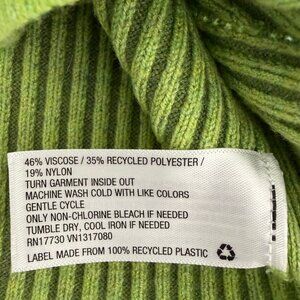 46% VISCOSE / 35% RECYCLED POLYESTER /
19% NYLON
TURN GARMENT INSIDE OUT
MACHINE WASH COLD WITH LIKE COLORS
GENTLE CYCLE
ONLY NON-CHLORINE BLEACH IF NEEDED
TUMBLE DRY, COOL IRON IF NEEDED
RN17730 VN1317080
LABEL MADE FROM 100% RECYCLED PLASTIC